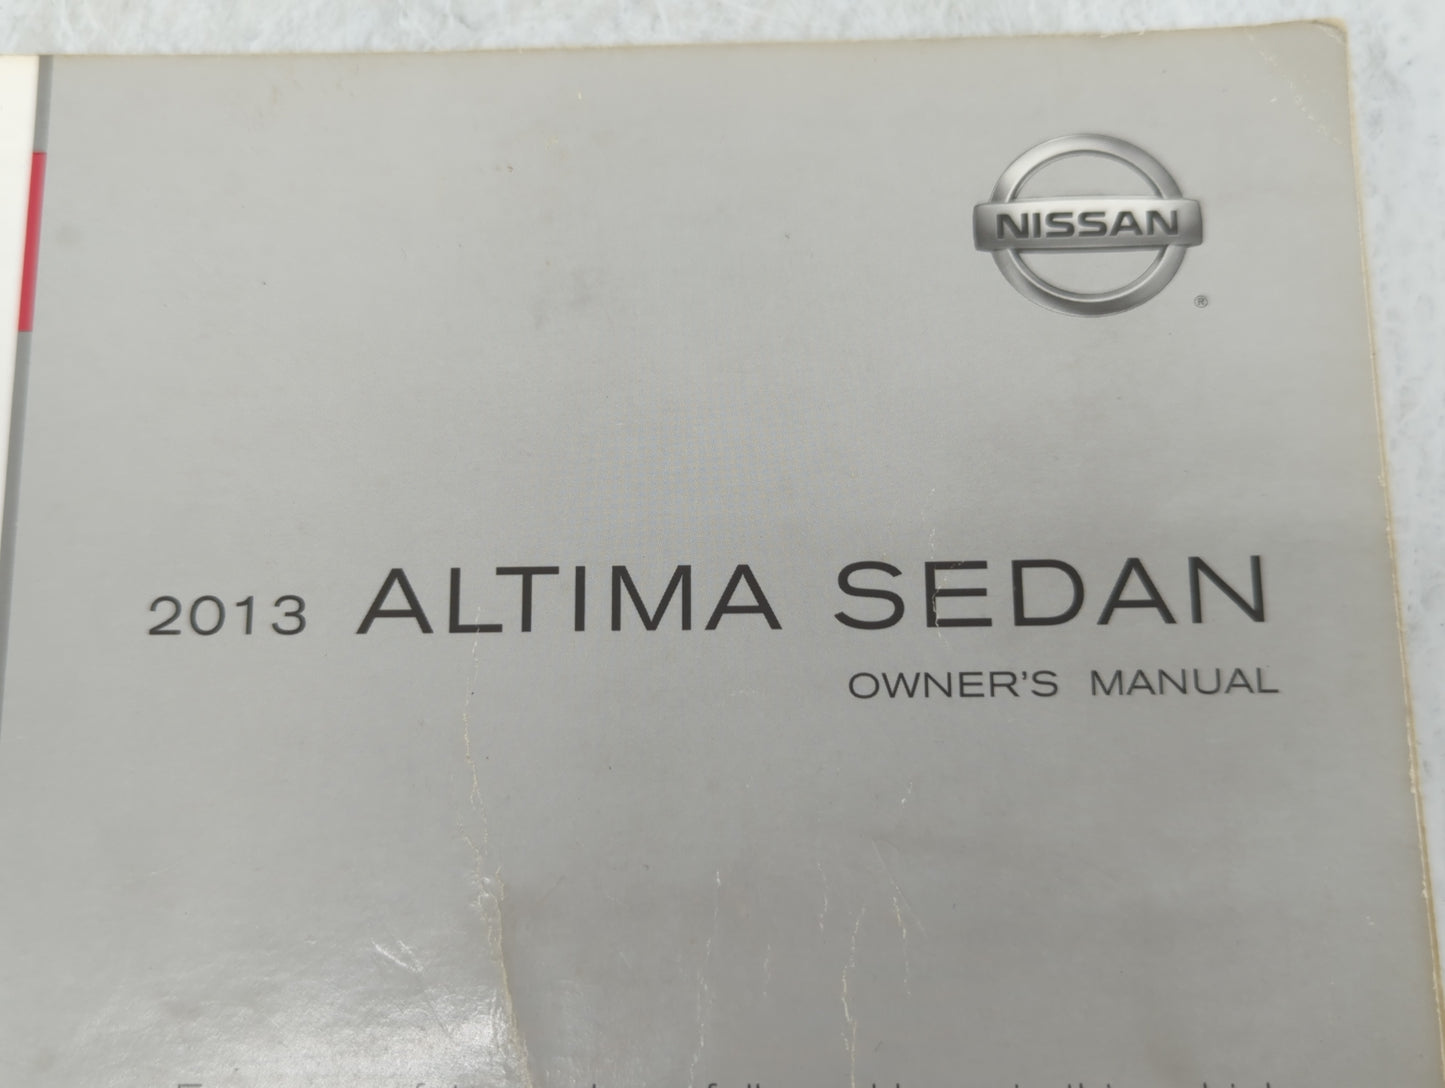 NISSAN
®
2013 ALTIMA SEDAN
OWNER'S MANUAL